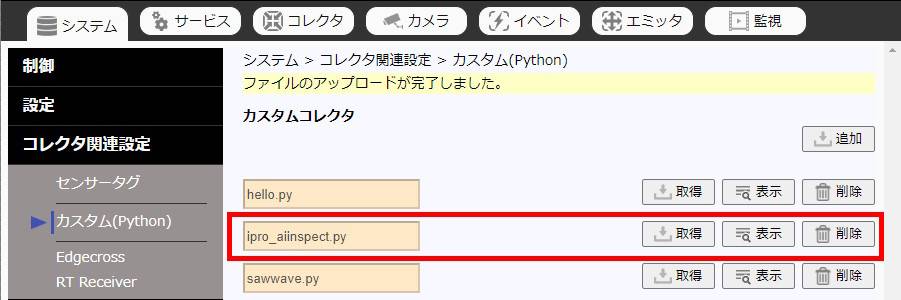 システム サービス コレクタ カメラ イベント エミッタ 監視
制御
設定
コレクタ関連設定
センサータグ
カスタム(Python)
Edgecross
RT Receiver
システム > コレクタ関連設定 > カスタム(Python)
ファイルのアップロードが完了しました。
カスタムコレクタ
追加
hello.py 取得 表示 削除
ipro_aiinspect.py 取得 表示 削除
sawwave.py 取得 表示 削除